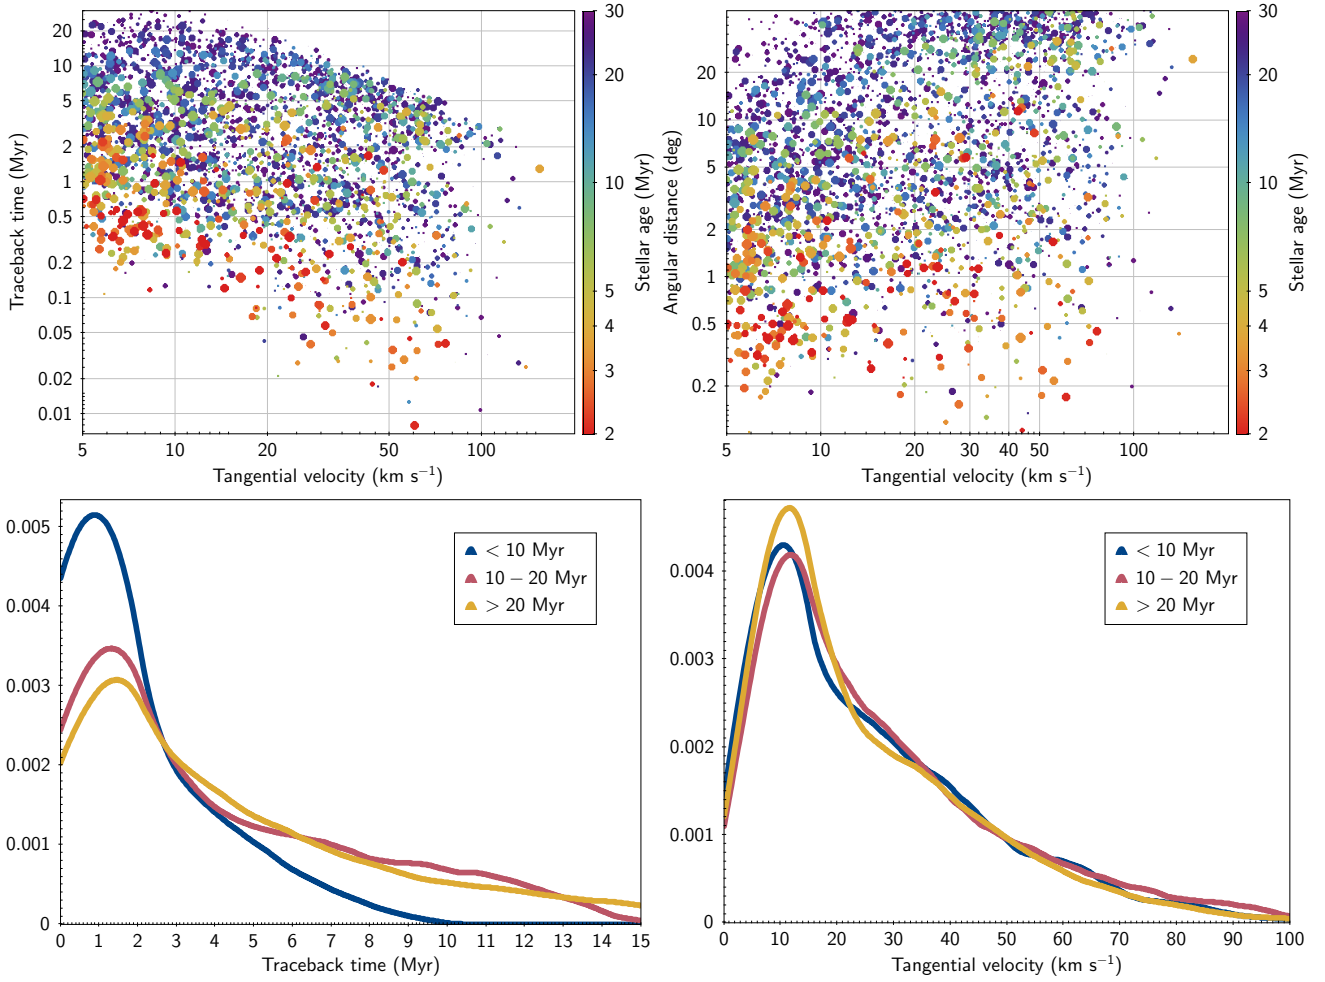 20
10
5
2
1
0.5
0.2
0.1
0.05
0.02
0.01
Traceback time (Myr)
5 10 20 50 100
Tangential velocity (km s⁻¹)
30
20
10
5
4
3
2
Stellar age (Myr)
20
10
5
2
1
0.5
0.2
Angular distance (deg)
5 10 20 30 40 50 100
Tangential velocity (km s⁻¹)
30
20
10
5
4
3
2
Stellar age (Myr)
0.005
0.004
0.003
0.002
0.001
0
< 10 Myr
10 − 20 Myr
> 20 Myr
0 1 2 3 4 5 6 7 8 9 10 11 12 13 14 15
Traceback time (Myr)
0.004
0.003
0.002
0.001
0
< 10 Myr
10 − 20 Myr
> 20 Myr
0 10 20 30 40 50 60 70 80 90 100
Tangential velocity (km s⁻¹)